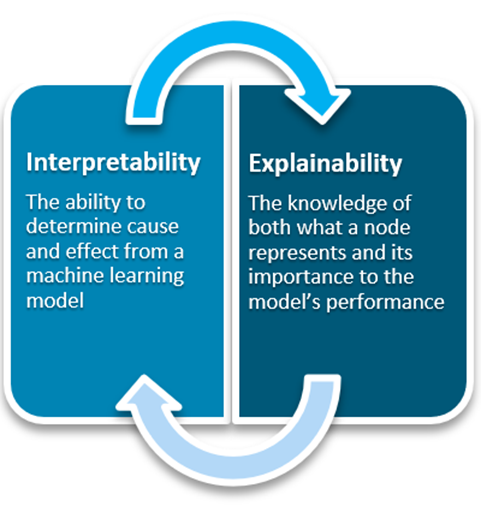 Interpretability
The ability to
determine cause
and effect from a
machine learning
model
Explainability
The knowledge of
both what a node
represents and its
importance to the
model’s performance